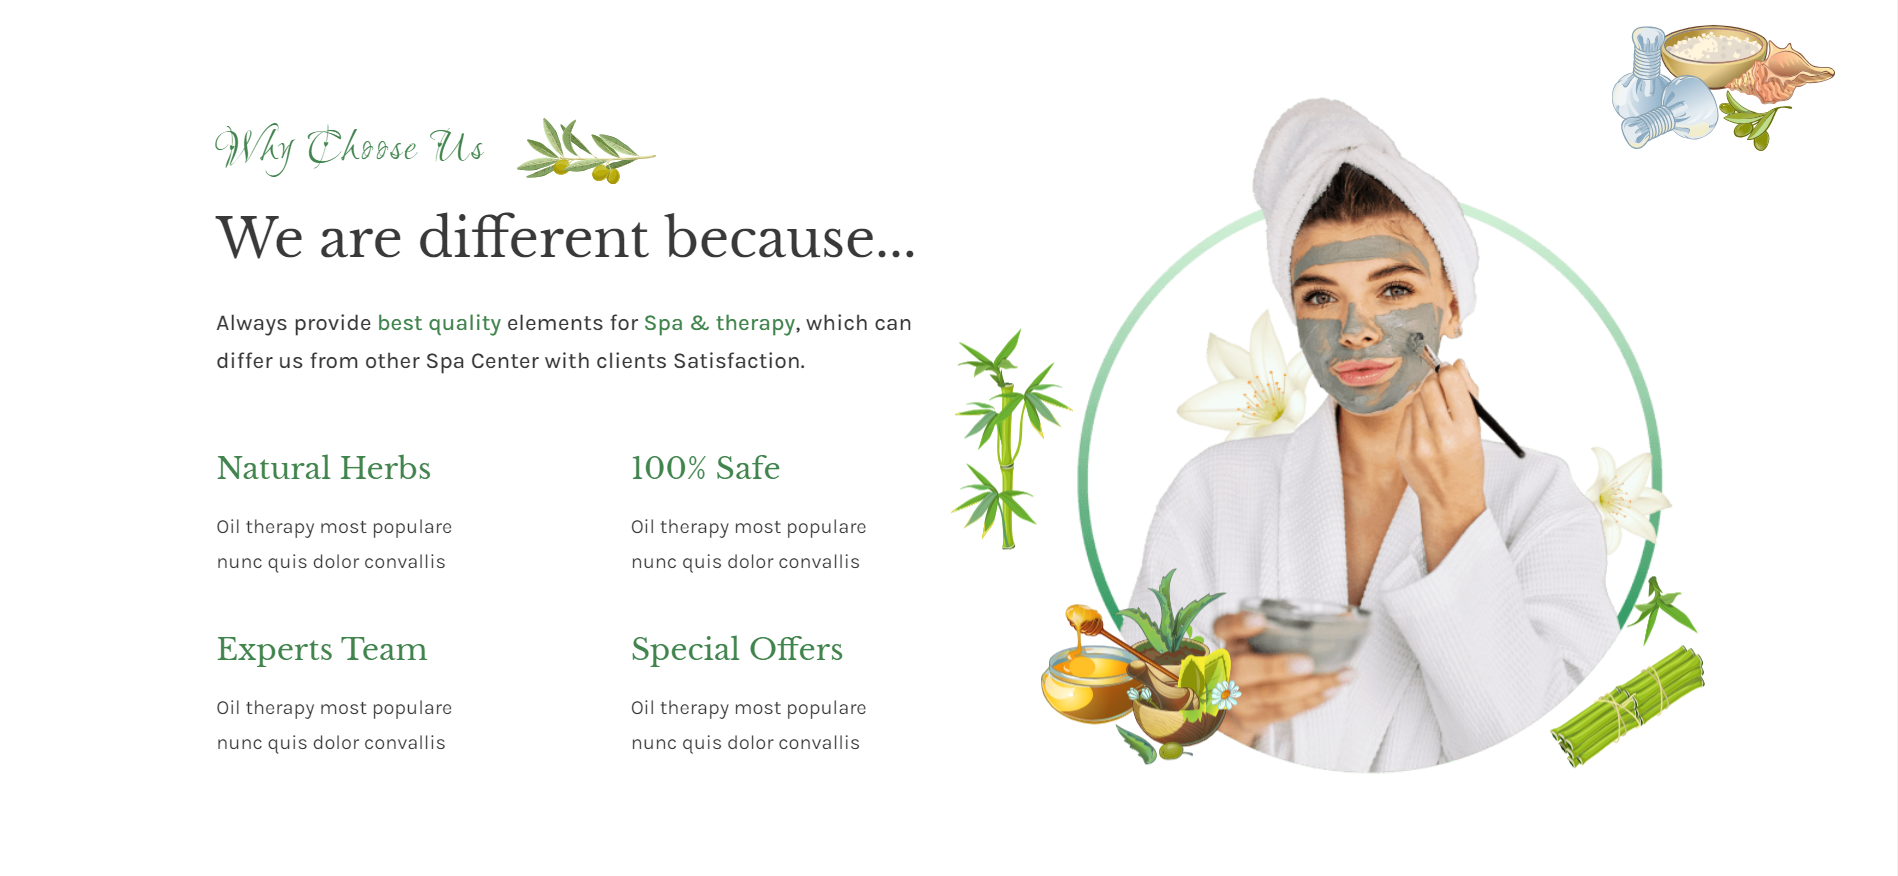 Why Choose Us
We are different because...
Always provide best quality elements for Spa & therapy, which can
differ us from other Spa Center with clients Satisfaction.
Natural Herbs
Oil therapy most populare
nunc quis dolor convallis
100% Safe
Oil therapy most populare
nunc quis dolor convallis
Experts Team
Oil therapy most populare
nunc quis dolor convallis
Special Offers
Oil therapy most populare
nunc quis dolor convallis